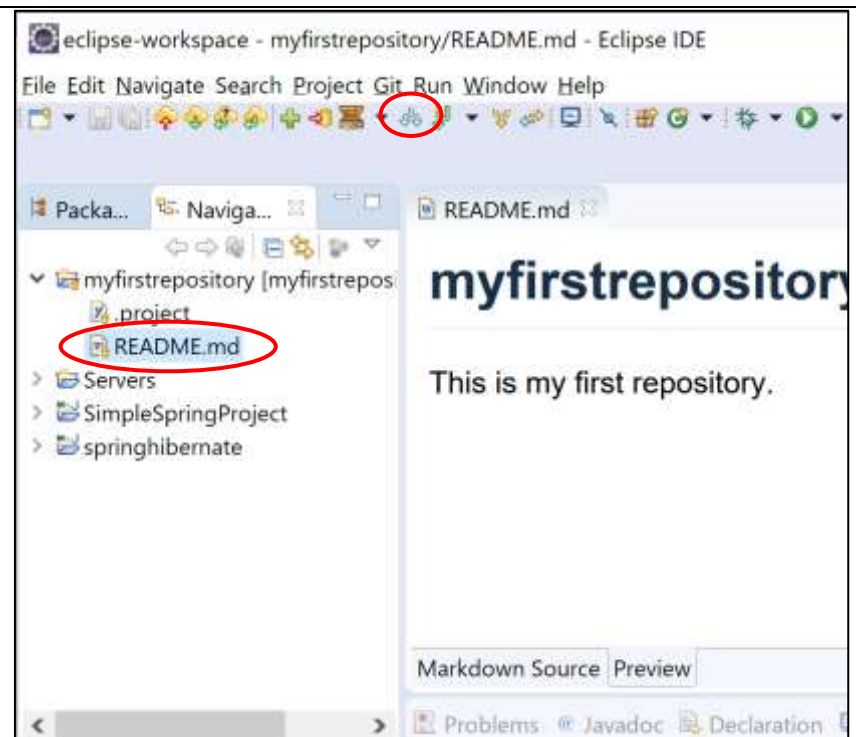 eclipse-workspace - myfirstrepository/README.md - Eclipse IDE
File Edit Navigate Search Project Git Run Window Help
Packa...
Naviga...
README.md
myfirstrepository [myfirstreposi
.project
README.md
Servers
SimpleSpringProject
springhibernate
myfirstrepository
This is my first repository.
Markdown Source Preview
Problems @ Javadoc Declaration